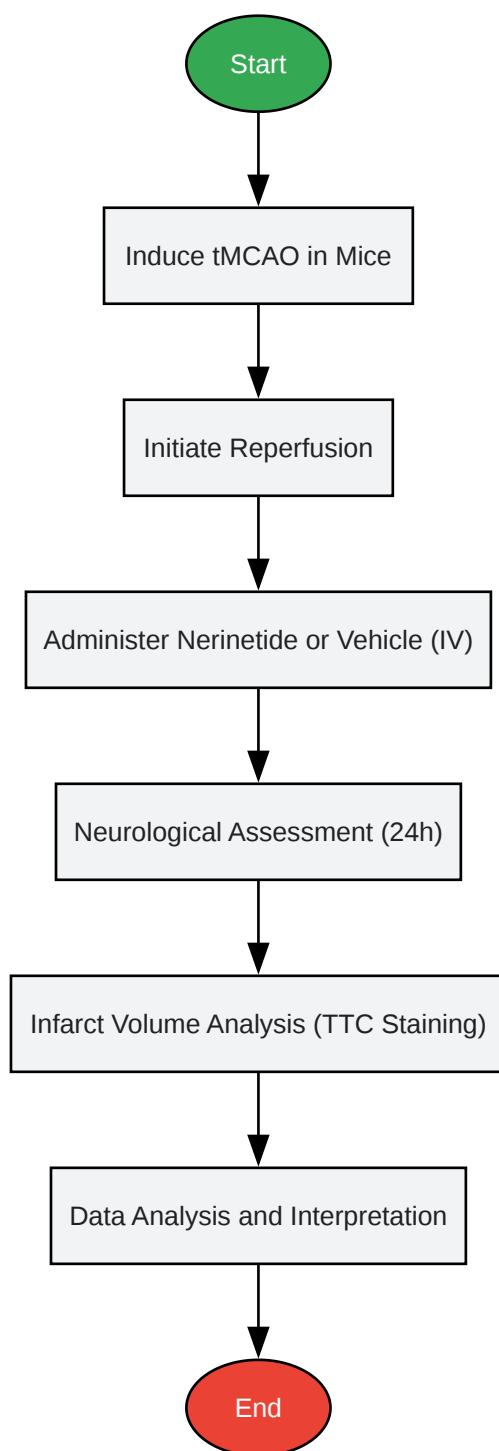 Start
Induce tMCAO in Mice
Initiate Reperfusion
Administer Nerinetide or Vehicle (IV)
Neurological Assessment (24h)
Infarct Volume Analysis (TTC Staining)
Data Analysis and Interpretation
End